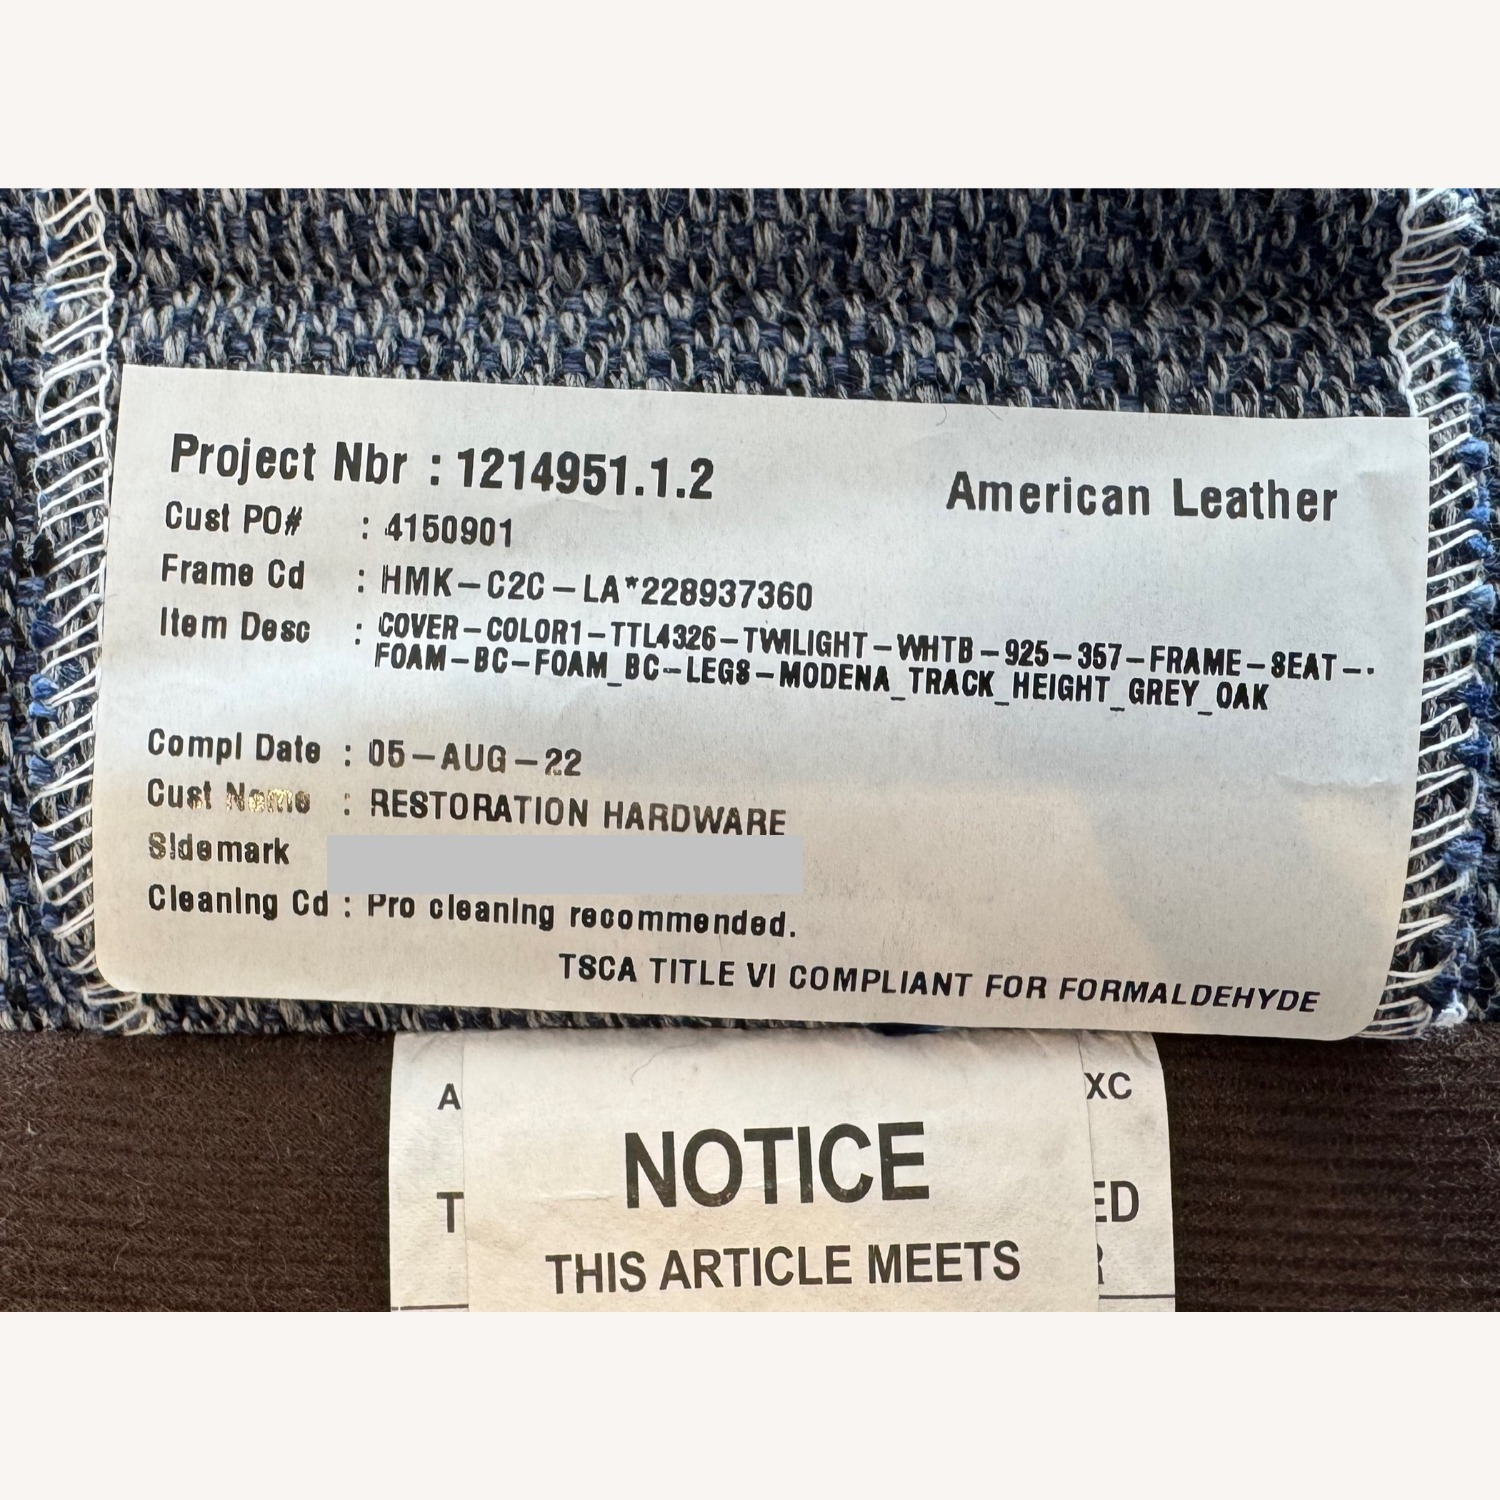 Project Nbr : 1214951.1.2
American Leather
Cust PO# : 4150901
Frame Cd : HMK-C2C-LA*228937360
Item Desc : COVER-COLOR1-TTL4326-TWILIGHT-WHTB-925-357-FRAME-SEAT--
FOAM-BC-FOAM_BC-LEGS-MODENA_TRACK_HEIGHT_GREY_OAK
Compl Date : 05-AUG-22
Cust Name : RESTORATION HARDWARE
Sidemark
Cleaning Cd : Pro cleaning recommended.
TSCA TITLE VI COMPLIANT FOR FORMALDEHYDE
A
XC
NOTICE
T
ED
THIS ARTICLE MEETS